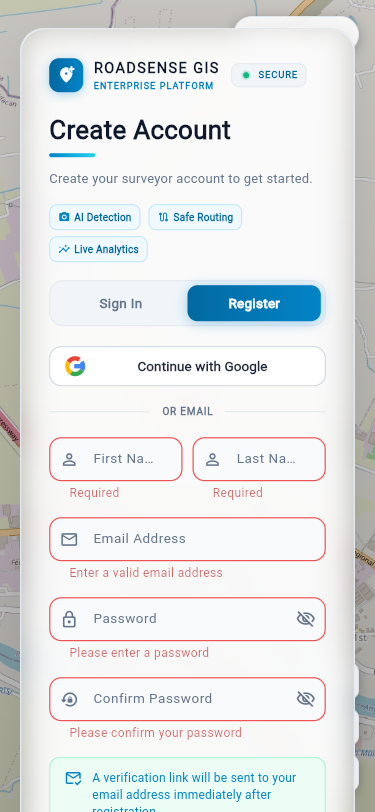 ROADSENSE GIS
ENTERPRISE PLATFORM
SECURE
Create Account
Create your surveyor account to get started.
AI Detection
Safe Routing
Live Analytics
Sign In
Register
Continue with Google
OR EMAIL
First Na...
Last Na...
Required
Required
Email Address
Enter a valid email address
Password
Please enter a password
Confirm Password
Please confirm your password
A verification link will be sent to your
email address immediately after
registration.